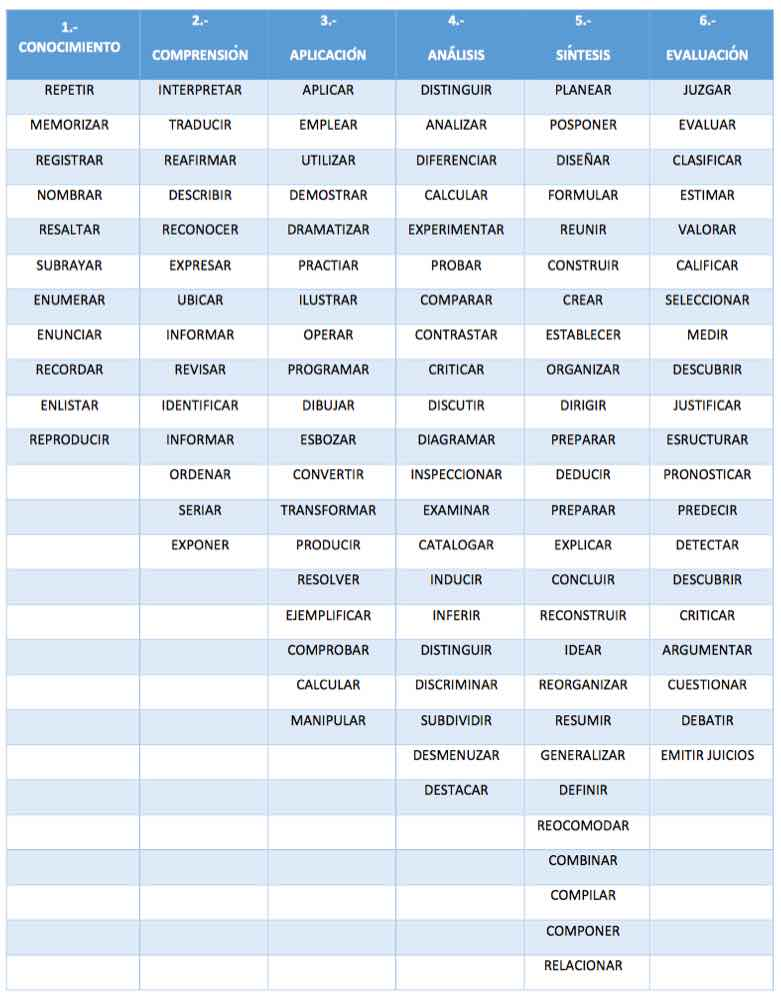 1.- 2.- 3.- 4.- 5.- 6.-
CONOCIMIENTO COMPRENSIÓN APLICACIÓN ANÁLISIS SÍNTESIS EVALUACIÓN
REPETIR INTERPRETAR APLICAR DISTINGUIR PLANEAR JUZGAR
MEMORIZAR TRADUCIR EMPLEAR ANALIZAR POSPONER EVALUAR
REGISTRAR REAFIRMAR UTILIZAR DIFERENCIAR DISEÑAR CLASIFICAR
NOMBRAR DESCRIBIR DEMOSTRAR CALCULAR FORMULAR ESTIMAR
RESALTAR RECONOCER DRAMATIZAR EXPERIMENTAR REUNIR VALORAR
SUBRAYAR EXPRESAR PRACTIAR PROBAR CONSTRUIR CALIFICAR
ENUMERAR UBICAR ILUSTRAR COMPARAR CREAR SELECCIONAR
ENUNCIAR INFORMAR OPERAR CONTRASTAR ESTABLECER MEDIR
RECORDAR REVISAR PROGRAMAR CRITICAR ORGANIZAR DESCUBRIR
ENLISTAR IDENTIFICAR DIBUJAR DISCUTIR DIRIGIR JUSTIFICAR
REPRODUCIR INFORMAR ESBOZAR DIAGRAMAR PREPARAR ESRUCTURAR
ORDENAR CONVERTIR INSPECCIONAR DEDUCIR PRONOSTICAR
SERIAR TRANSFORMAR EXAMINAR PREPARAR PREDECIR
EXPONER PRODUCIR CATALOGAR EXPLICAR DETECTAR
RESOLVER INDUCIR CONCLUIR DESCUBRIR
EJEMPLIFICAR INFERIR RECONSTRUIR CRITICAR
COMPROBAR DISTINGUIR IDEAR ARGUMENTAR
CALCULAR DISCRIMINAR REORGANIZAR CUESTIONAR
MANIPULAR SUBDIVIDIR RESUMIR DEBATIR
DESMENUZAR GENERALIZAR EMITIR JUICIOS
DESTACAR DEFINIR
REOCOMODAR
COMBINAR
COMPILAR
COMPONER
RELACIONAR